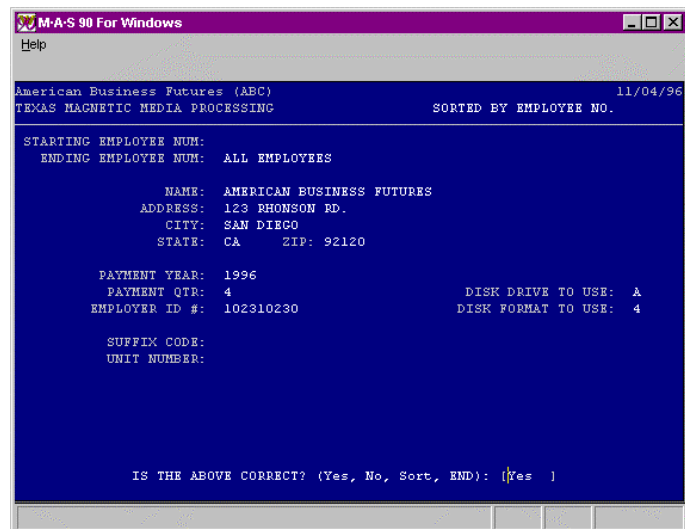 M·A·S 90 For Windows
Help
American Business Futures (ABC) 11/04/96
TEXAS MAGNETIC MEDIA PROCESSING SORTED BY EMPLOYEE NO.
STARTING EMPLOYEE NUM:
ENDING EMPLOYEE NUM: ALL EMPLOYEES
NAME: AMERICAN BUSINESS FUTURES
ADDRESS: 123 RHONSON RD.
CITY: SAN DIEGO
STATE: CA ZIP: 92120
PAYMENT YEAR: 1996
PAYMENT QTR: 4 DISK DRIVE TO USE: A
EMPLOYER ID #: 102310230 DISK FORMAT TO USE: 4
SUFFIX CODE:
UNIT NUMBER:
IS THE ABOVE CORRECT? (Yes, No, Sort, END): [Yes ]